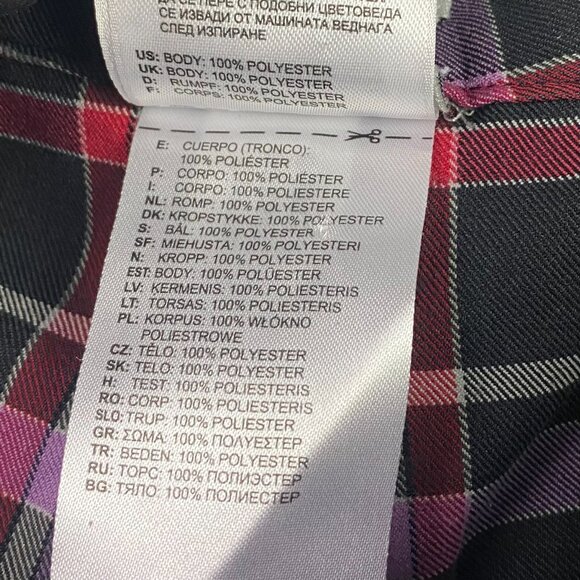 ДА СЕ ПЕРЕ С ПОДОБНИ ЦВЕТОВЕ/ДА
СЕ ИЗВАДИ ОТ МАШИНАТА ВЕДНАГА
СЛЕД ИЗПИРАНЕ
US: BODY: 100% POLYESTER
UK: BODY: 100% POLYESTER
D: RUMPF: 100% POLYESTER
F: CORPS: 100% POLYESTER
E: CUERPO (TRONCO):
100% POLIÉSTER
P: CORPO: 100% POLIÉSTER
I: CORPO: 100% POLIESTERE
NL: ROMP: 100% POLYESTER
DK: KROPSTYKKE: 100% POLYESTER
S: BÅL: 100% POLYESTER
SF: MIEHUSTA: 100% POLYESTERI
N: KROPP: 100% POLYESTER
EST: BODY: 100% POLÜESTER
LV: ĶERMENIS: 100% POLIESTERIS
LT: TORSAS: 100% POLIESTERIS
PL: KORPUS: 100% WŁÓKNO
POLIESTROWE
CZ: TĚLO: 100% POLYESTER
SK: TELO: 100% POLYESTER
H: TEST: 100% POLIÉSZTER
RO: CORP: 100% POLIESTER
SLO: TRUP: 100% POLIESTER
GR: ΣΩΜΑ: 100% ΠΟΛΥΕΣΤΕΡ
TR: BEDEN: 100% POLYESTER
RU: ТОРС: 100% ПОЛИЭСТЕР
BG: ТЯЛО: 100% ПОЛИЕСТЕР